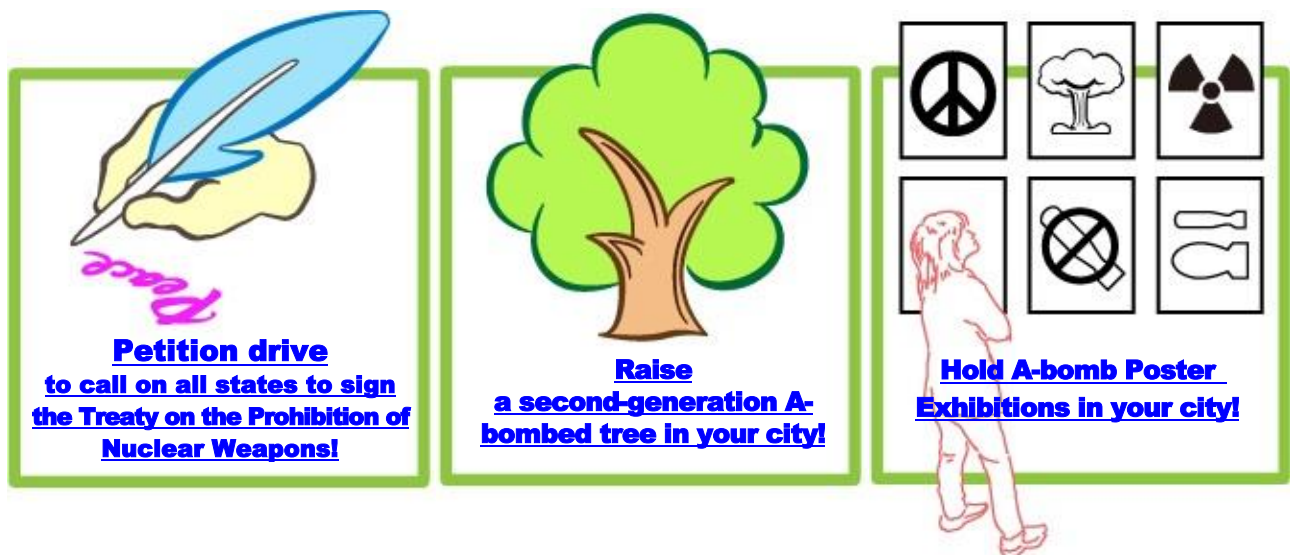 Peace
Petition drive
to call on all states to sign
the Treaty on the Prohibition of
Nuclear Weapons!
Raise
a second-generation A-
bombed tree in your city!
Hold A-bomb Poster
Exhibitions in your city!